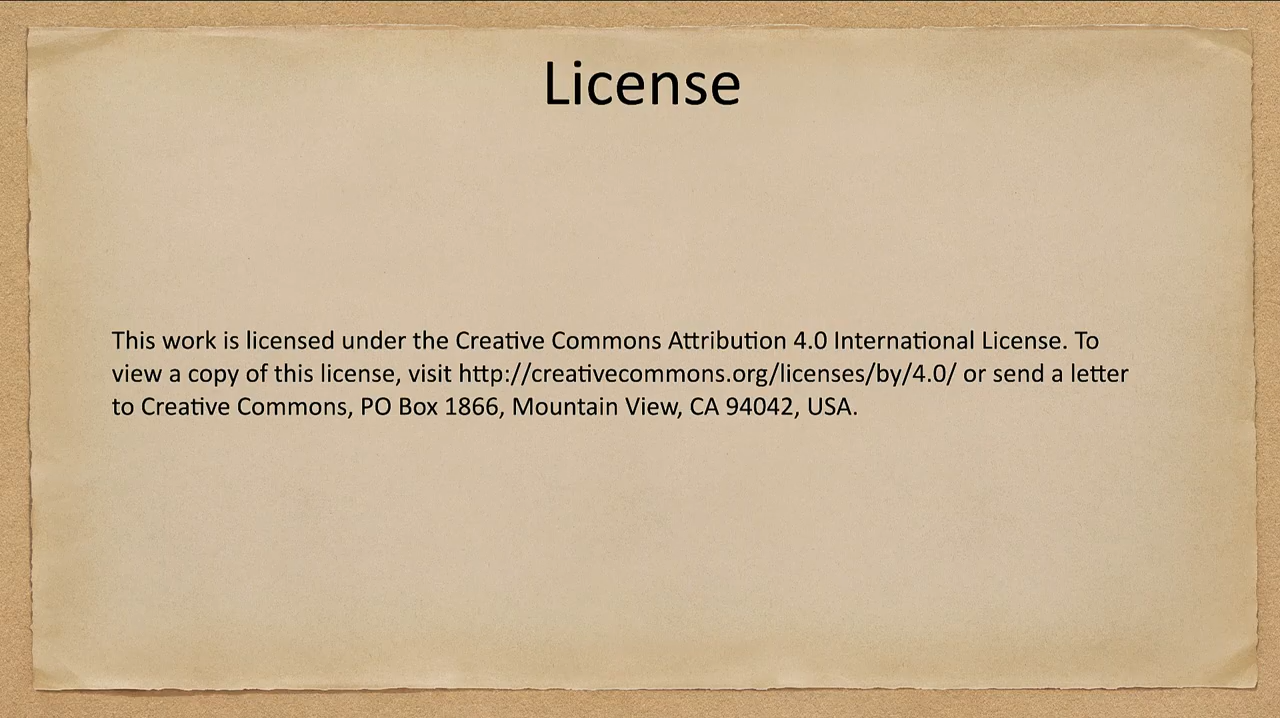 License
This work is licensed under the Creative Commons Attribution 4.0 International License. To
view a copy of this license, visit http://creativecommons.org/licenses/by/4.0/ or send a letter
to Creative Commons, PO Box 1866, Mountain View, CA 94042, USA.